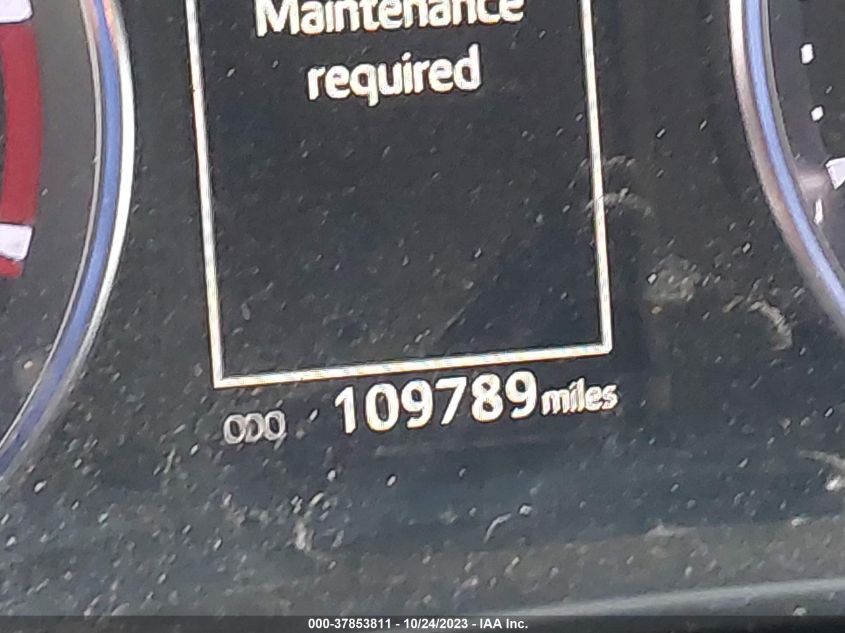 Maintenance
required
ODO 109789 miles
000-37853811 - 10/24/2023 - IAA Inc.